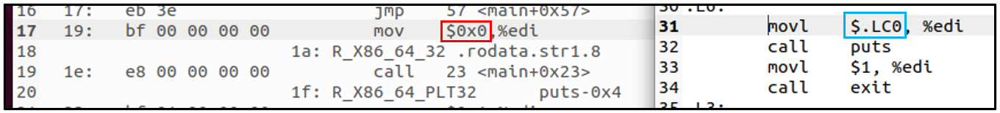 16 17: eb 3e jmp 57 <main+0x57>
17 19: bf 00 00 00 00 mov $0x0,%edi
18 1a: R_X86_64_32 .rodata.str1.8
19 1e: e8 00 00 00 00 call 23 <main+0x23>
20 1f: R_X86_64_PLT32 puts-0x4
31 movl $.LC0, %edi
32 call puts
33 movl $1, %edi
34 call exit